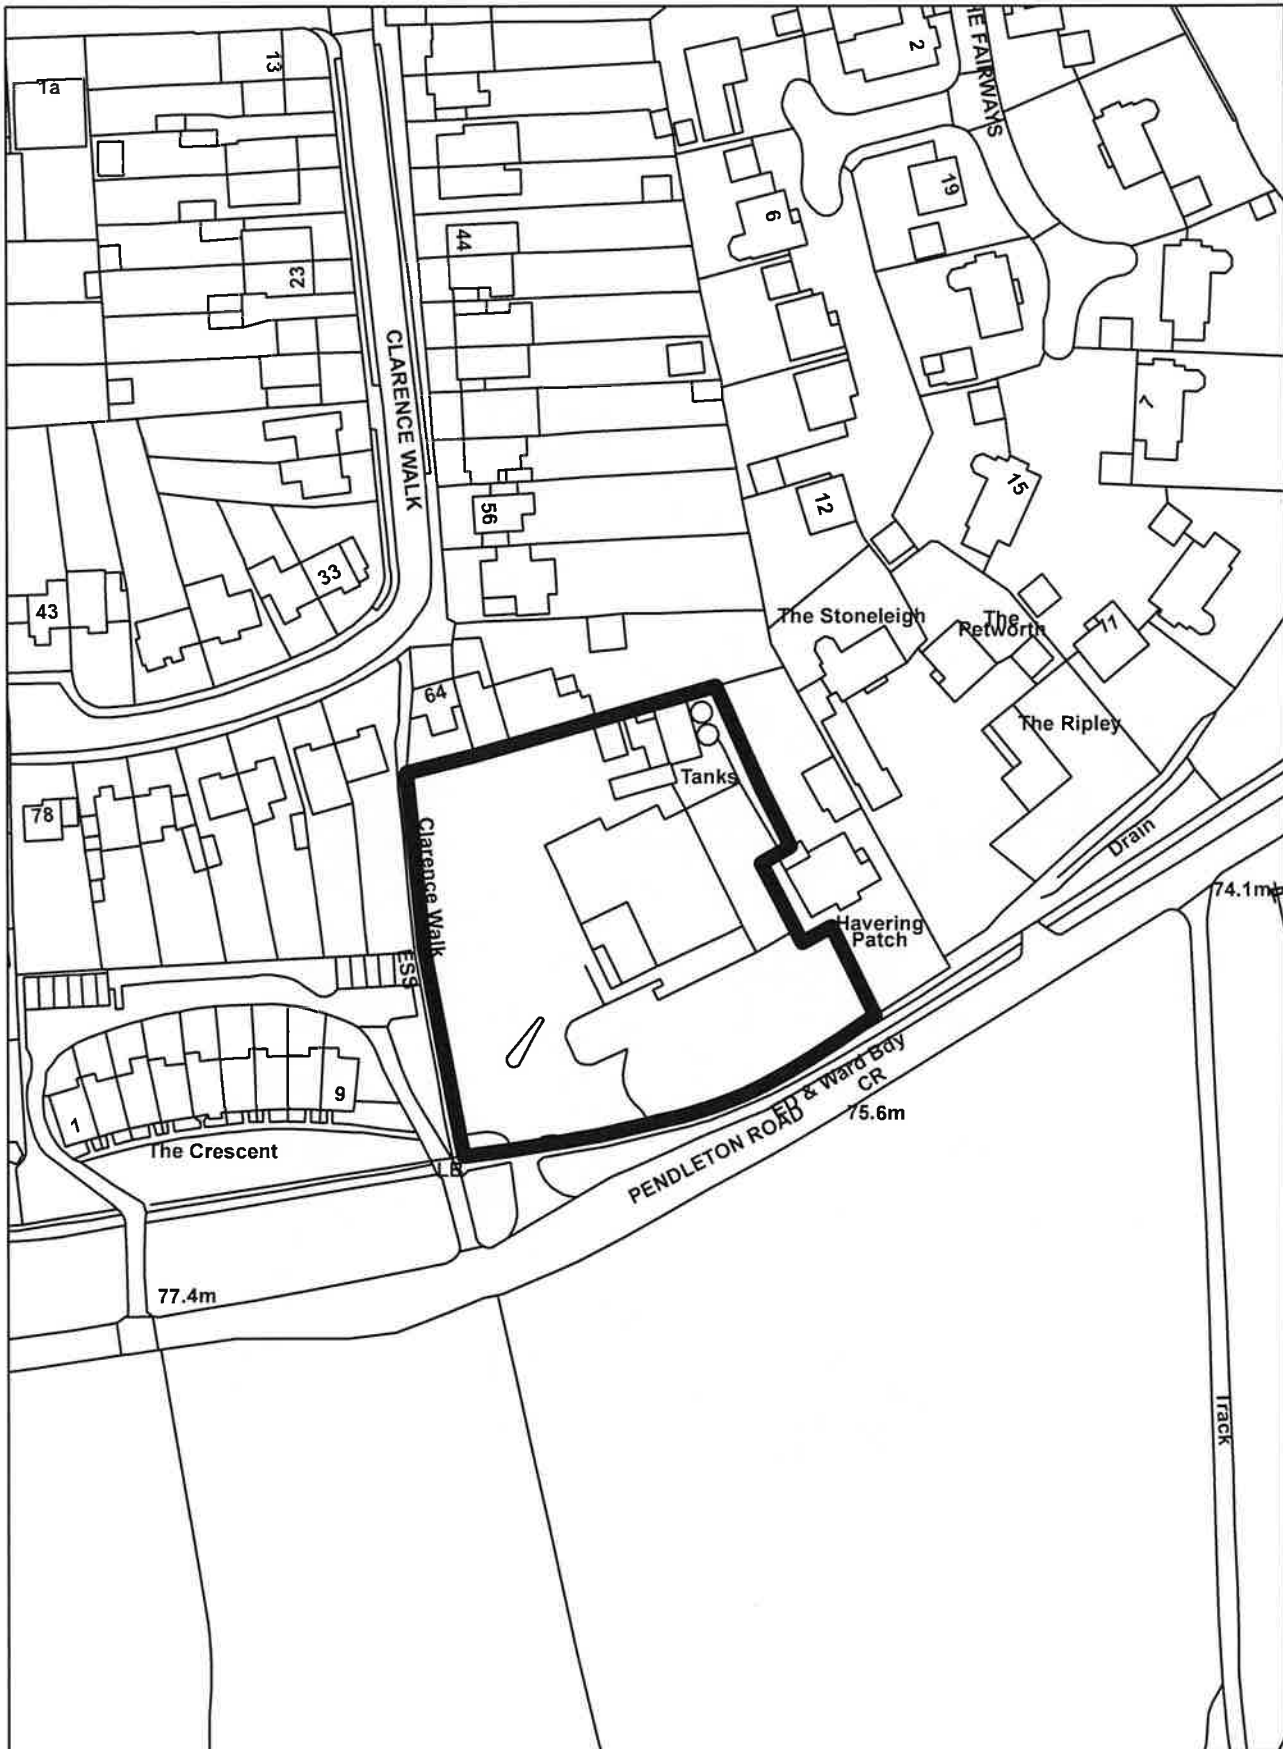 1a
13
2
THE FAIRWAYS
19
6
44
23
CLARENCE WALK
7
15
56
12
33
43
The Stoneleigh
The
Petworth
11
64
The Ripley
Tanks
78
Clarence Walk
Drain
74.1m
Havering
Patch
ESS
ED & Ward Bdy
CR
75.6m
PENDLETON ROAD
1
9
The Crescent
LB
77.4m
Track